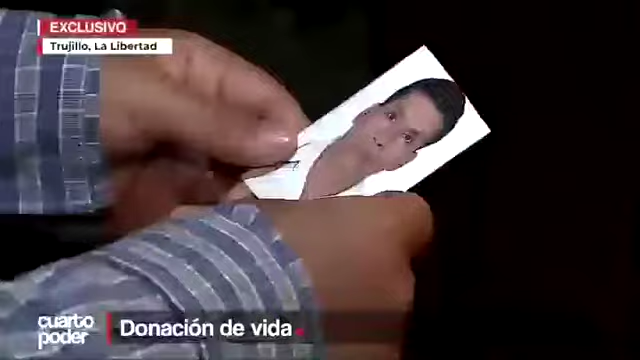 EXCLUSIVO
Trujillo, La Libertad
cuarto
poder
Donación de vida